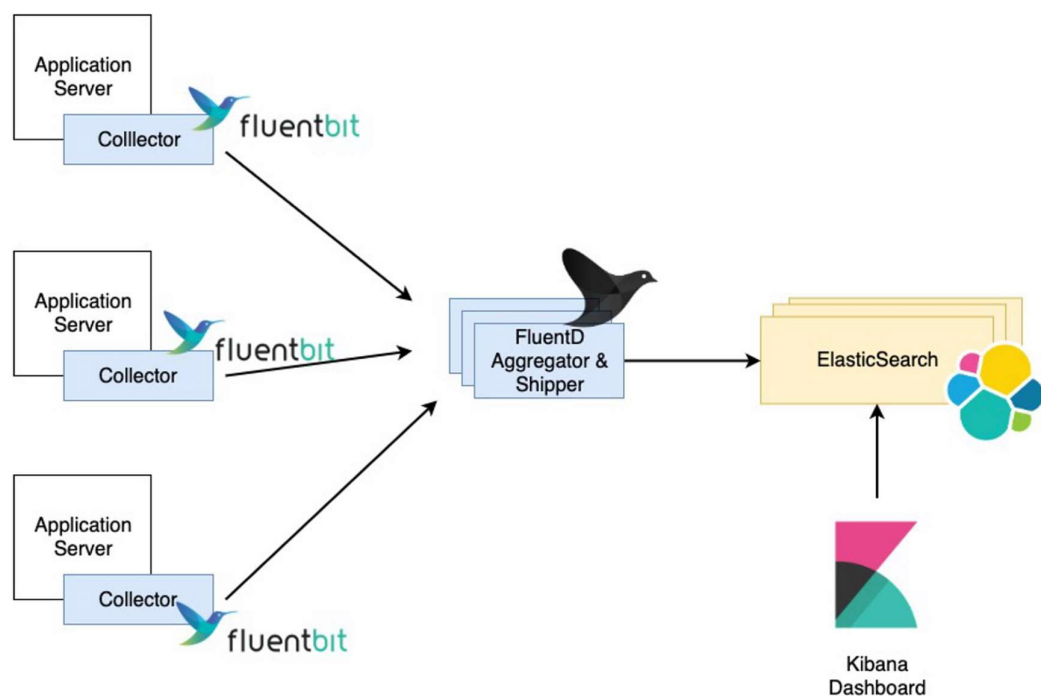 Application
Server
Colllector
fluentbit
Application
Server
Collector
fluentbit
Application
Server
Collector
fluentbit
FluentD
Aggregator &
Shipper
ElasticSearch
Kibana
Dashboard